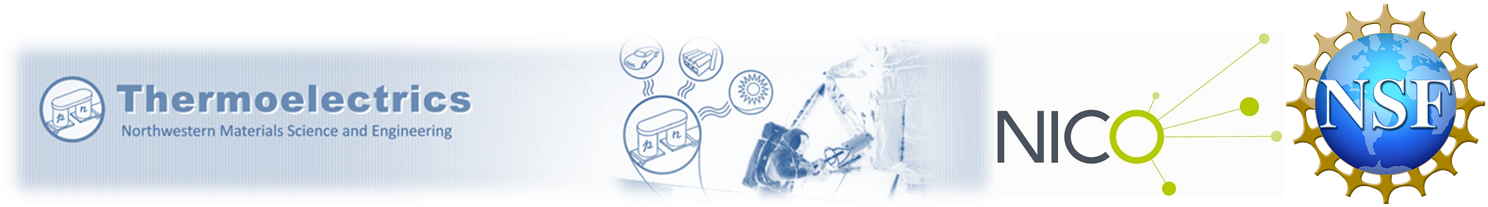 Thermoelectrics
Northwestern Materials Science and Engineering
p n
p n
NICO
NSF